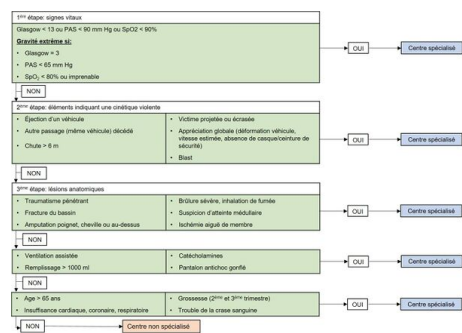 1ère étape: signes vitaux
Glasgow < 13 ou PAS < 90 mm Hg ou SpO2 < 90%
Gravité extrême si:
• Glasgow = 3
• PAS < 65 mm Hg
• SpO2 < 80% ou imprenable
OUI
Centre spécialisé
NON
2ème étape: éléments indiquant une cinétique violente
• Éjection d'un véhicule
• Autre passage (même véhicule) décédé
• Chute > 6 m
• Victime projetée ou écrasée
• Appréciation globale (déformation véhicule,
vitesse estimée, absence de casque/ceinture de
sécurité)
• Blast
OUI
Centre spécialisé
NON
3ème étape: lésions anatomiques
• Traumatisme pénétrant
• Fracture du bassin
• Amputation poignet, cheville ou au-dessus
• Brûlure sévère, inhalation de fumée
• Suspicion d'atteinte médullaire
• Ischémie aiguë de membre
OUI
Centre spécialisé
NON
• Ventilation assistée
• Remplissage > 1000 ml
• Catécholamines
• Pantalon antichoc gonflé
OUI
Centre spécialisé
NON
• Age > 65 ans
• Insuffisance cardiaque, coronaire, respiratoire
• Grossesse (2ème et 3ème trimestre)
• Trouble de la crase sanguine
OUI
Centre spécialisé
NON
Centre non spécialisé